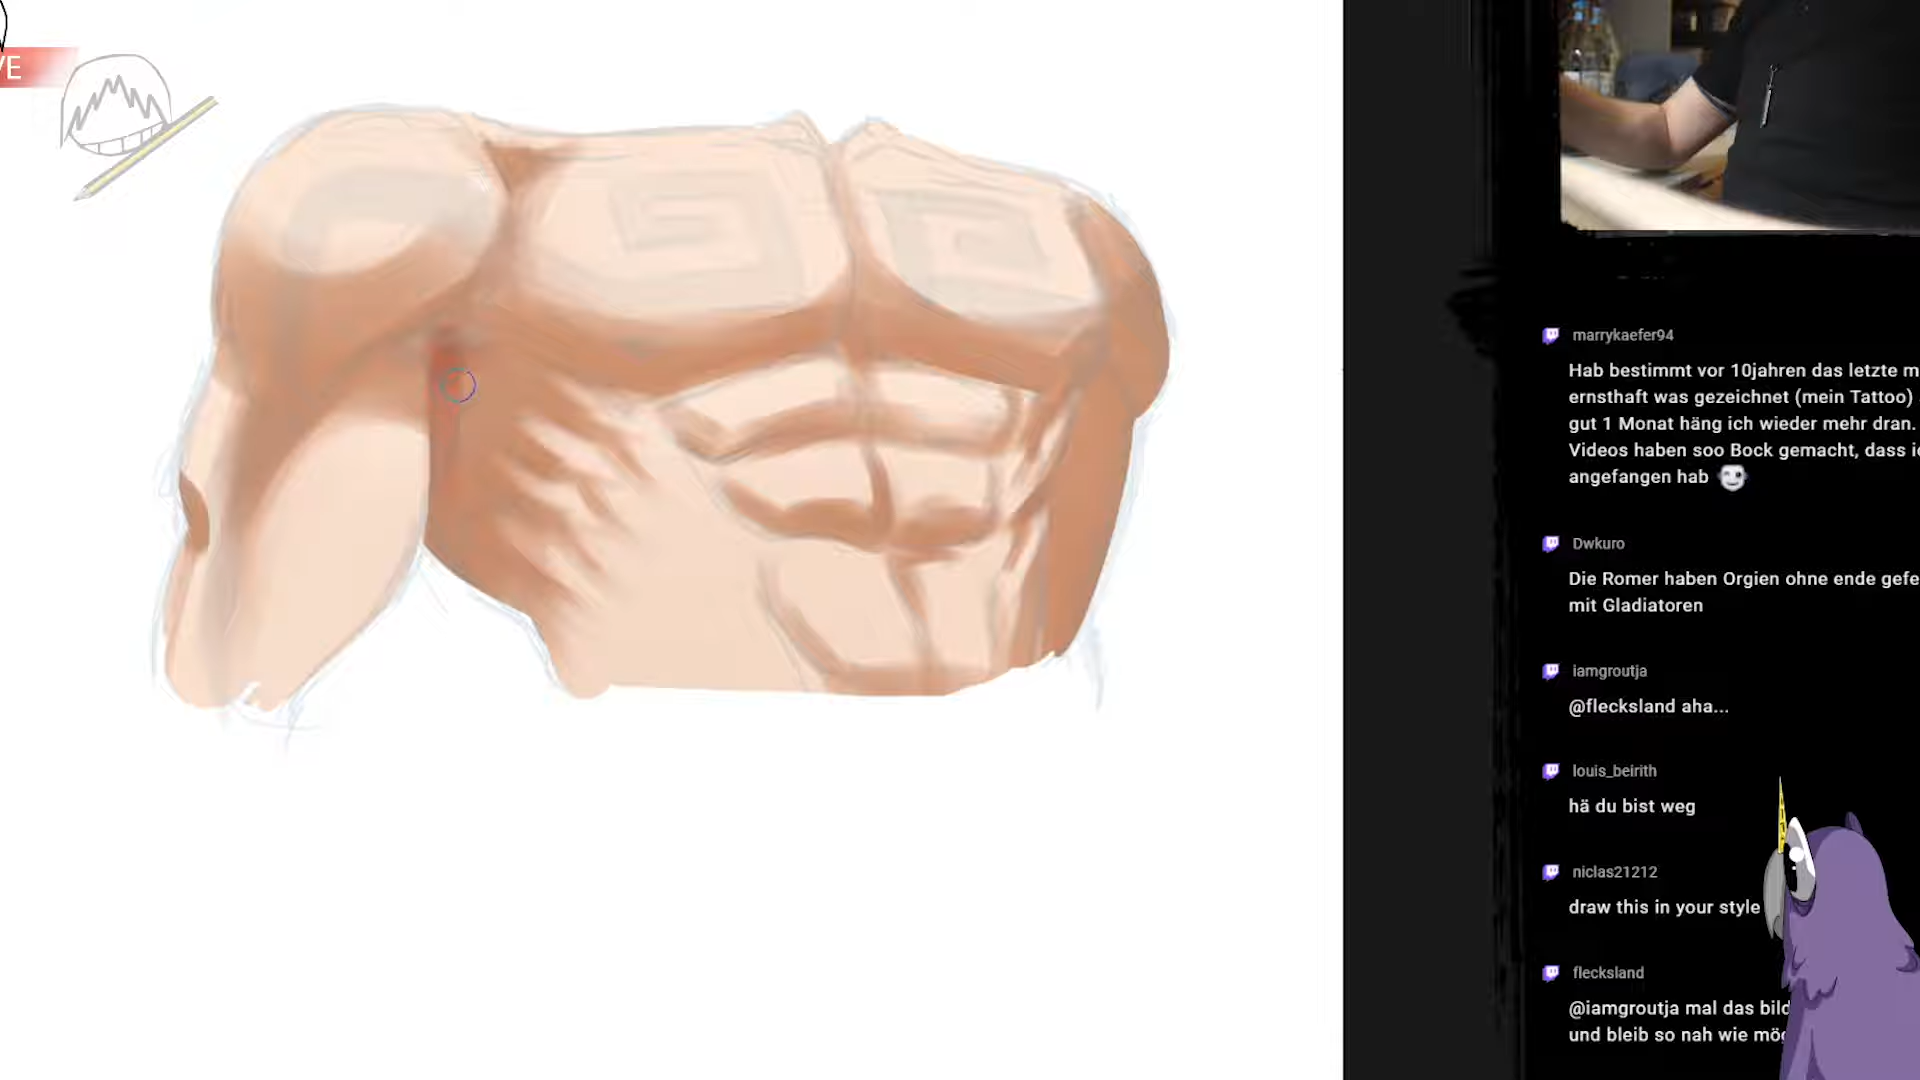 VE
marrykaefer94
Hab bestimmt vor 10jahren das letzte m
ernsthaft was gezeichnet (mein Tattoo)
gut 1 Monat häng ich wieder mehr dran.
Videos haben soo Bock gemacht, dass ic
angefangen hab
Dwkuro
Die Romer haben Orgien ohne ende gefe
mit Gladiatoren
iamgroutja
@flecksland aha...
louis_beirith
hä du bist weg
niclas21212
draw this in your style
flecksland
@iamgroutja mal das bild
und bleib so nah wie mög